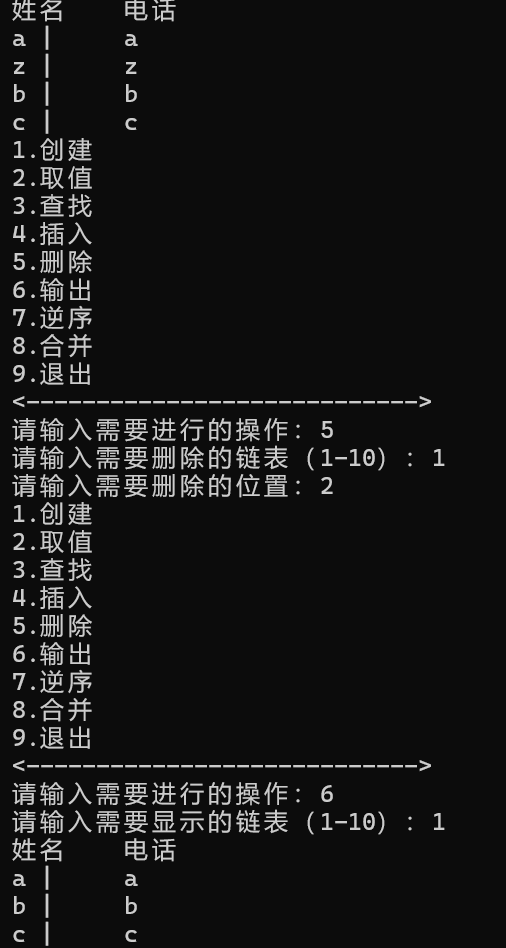 姓名    电话
a |     a
z |     z
b |     b
c |     c
1.创建
2.取值
3.查找
4.插入
5.删除
6.输出
7.逆序
8.合并
9.退出
<---------------------------->
请输入需要进行的操作: 5
请输入需要删除的链表（1-10）: 1
请输入需要删除的位置: 2
1.创建
2.取值
3.查找
4.插入
5.删除
6.输出
7.逆序
8.合并
9.退出
<---------------------------->
请输入需要进行的操作: 6
请输入需要显示的链表（1-10）: 1
姓名    电话
a |     a
b |     b
c |     c